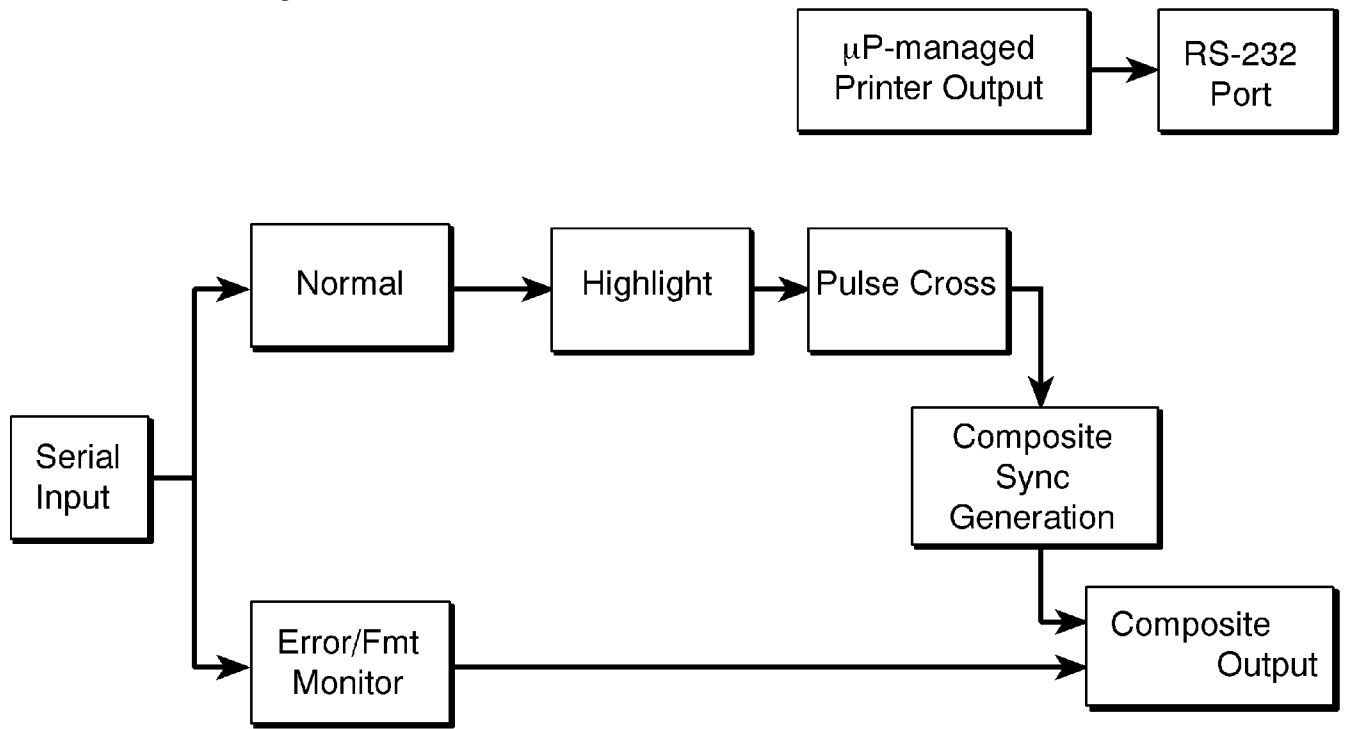 μP-managed
Printer Output
RS-232
Port
Normal
Highlight
Pulse Cross
Serial
Input
Composite
Sync
Generation
Error/Fmt
Monitor
Composite
Output